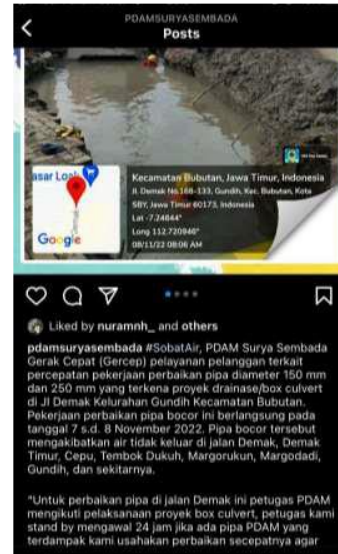 PDAMSURYASEMBADA
Posts
asar Loak
Google
Kecamatan Bubutan, Jawa Timur, Indonesia
Jl. Demak No.168-133, Gundih, Kec. Bubutan, Kota
SBY, Jawa Timur 60173, Indonesia
Lat -7.24844°
Long 112.720946°
08/11/22 08:06 AM
Liked by nuramnh_ and others
pdamsuryasembada #SobatAir, PDAM Surya Sembada
Gerak Cepat (Gercep) pelayanan pelanggan terkait
percepatan pekerjaan perbaikan pipa diameter 150 mm
dan 250 mm yang terkena proyek drainase/box culvert
di Jl Demak Kelurahan Gundih Kecamatan Bubutan.
Pekerjaan perbaikan pipa bocor ini berlangsung pada
tanggal 7 s.d. 8 November 2022. Pipa bocor tersebut
mengakibatkan air tidak keluar di jalan Demak, Demak
Timur, Cepu, Tembok Dukuh, Margorukun, Margodadi,
Gundih, dan sekitarnya.
"Untuk perbaikan pipa di jalan Demak ini petugas PDAM
mengikuti pelaksanaan proyek box culvert, petugas kami
stand by mengawal 24 jam jika ada pipa PDAM yang
terdampak kami usahakan perbaikan secepatnya agar